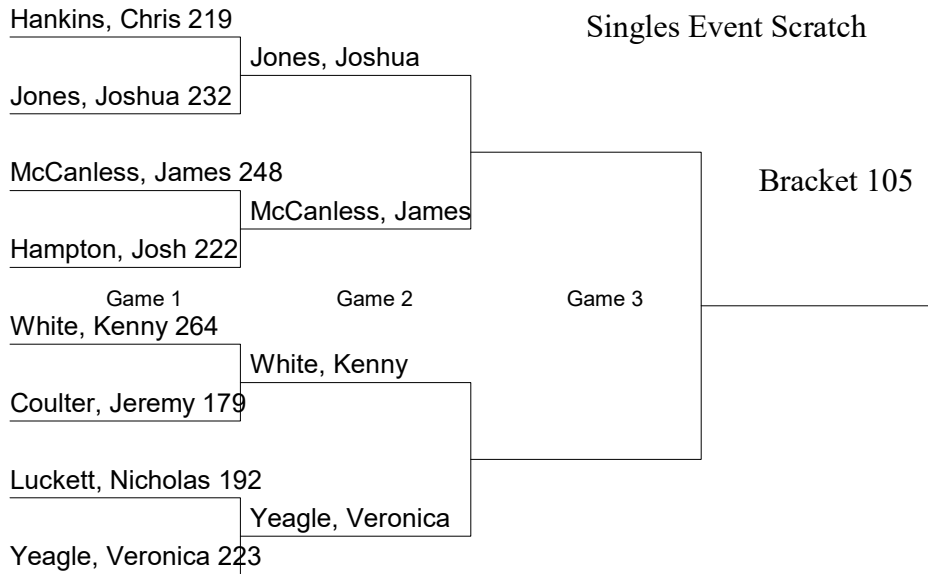 Hankins, Chris 219
Singles Event Scratch
Jones, Joshua
Jones, Joshua 232
McCanless, James 248
Bracket 105
McCanless, James
Hampton, Josh 222
Game 1
Game 2
Game 3
White, Kenny 264
White, Kenny
Coulter, Jeremy 179
Luckett, Nicholas 192
Yeagle, Veronica
Yeagle, Veronica 223